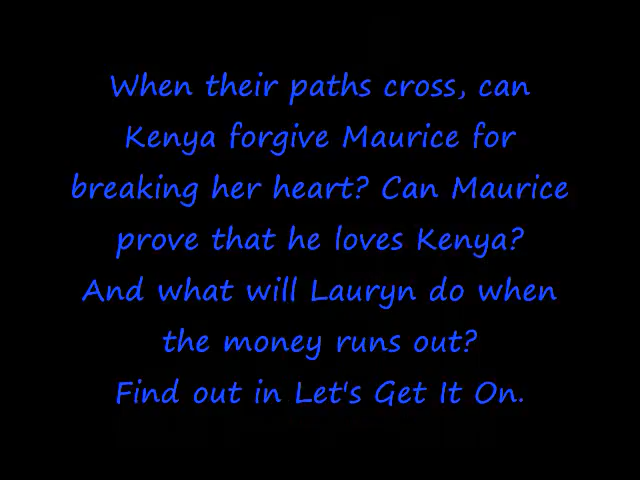 When their paths cross, can
Kenya forgive Maurice for
breaking her heart? Can Maurice
prove that he loves Kenya?
And what will Lauryn do when
the money runs out?
Find out in Let's Get It On.